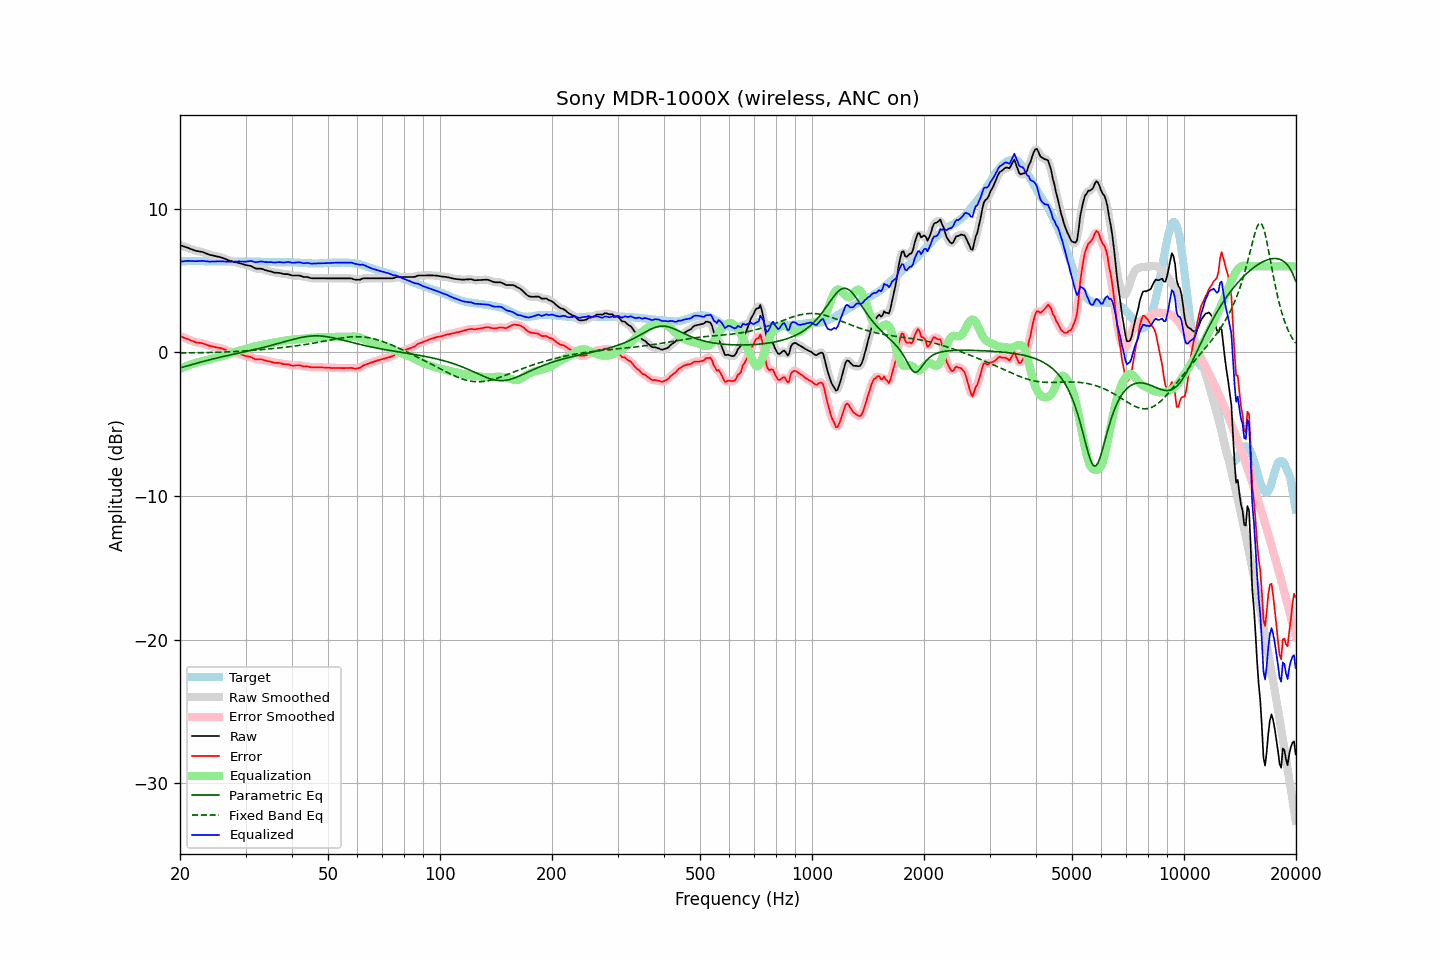 Sony MDR-1000X (wireless, ANC on)
10
0
−10
−20
−30
Amplitude (dBr)
Target
Raw Smoothed
Error Smoothed
Raw
Error
Equalization
Parametric Eq
Fixed Band Eq
Equalized
20 50 100 200 500 1000 2000 5000 10000 20000
Frequency (Hz)